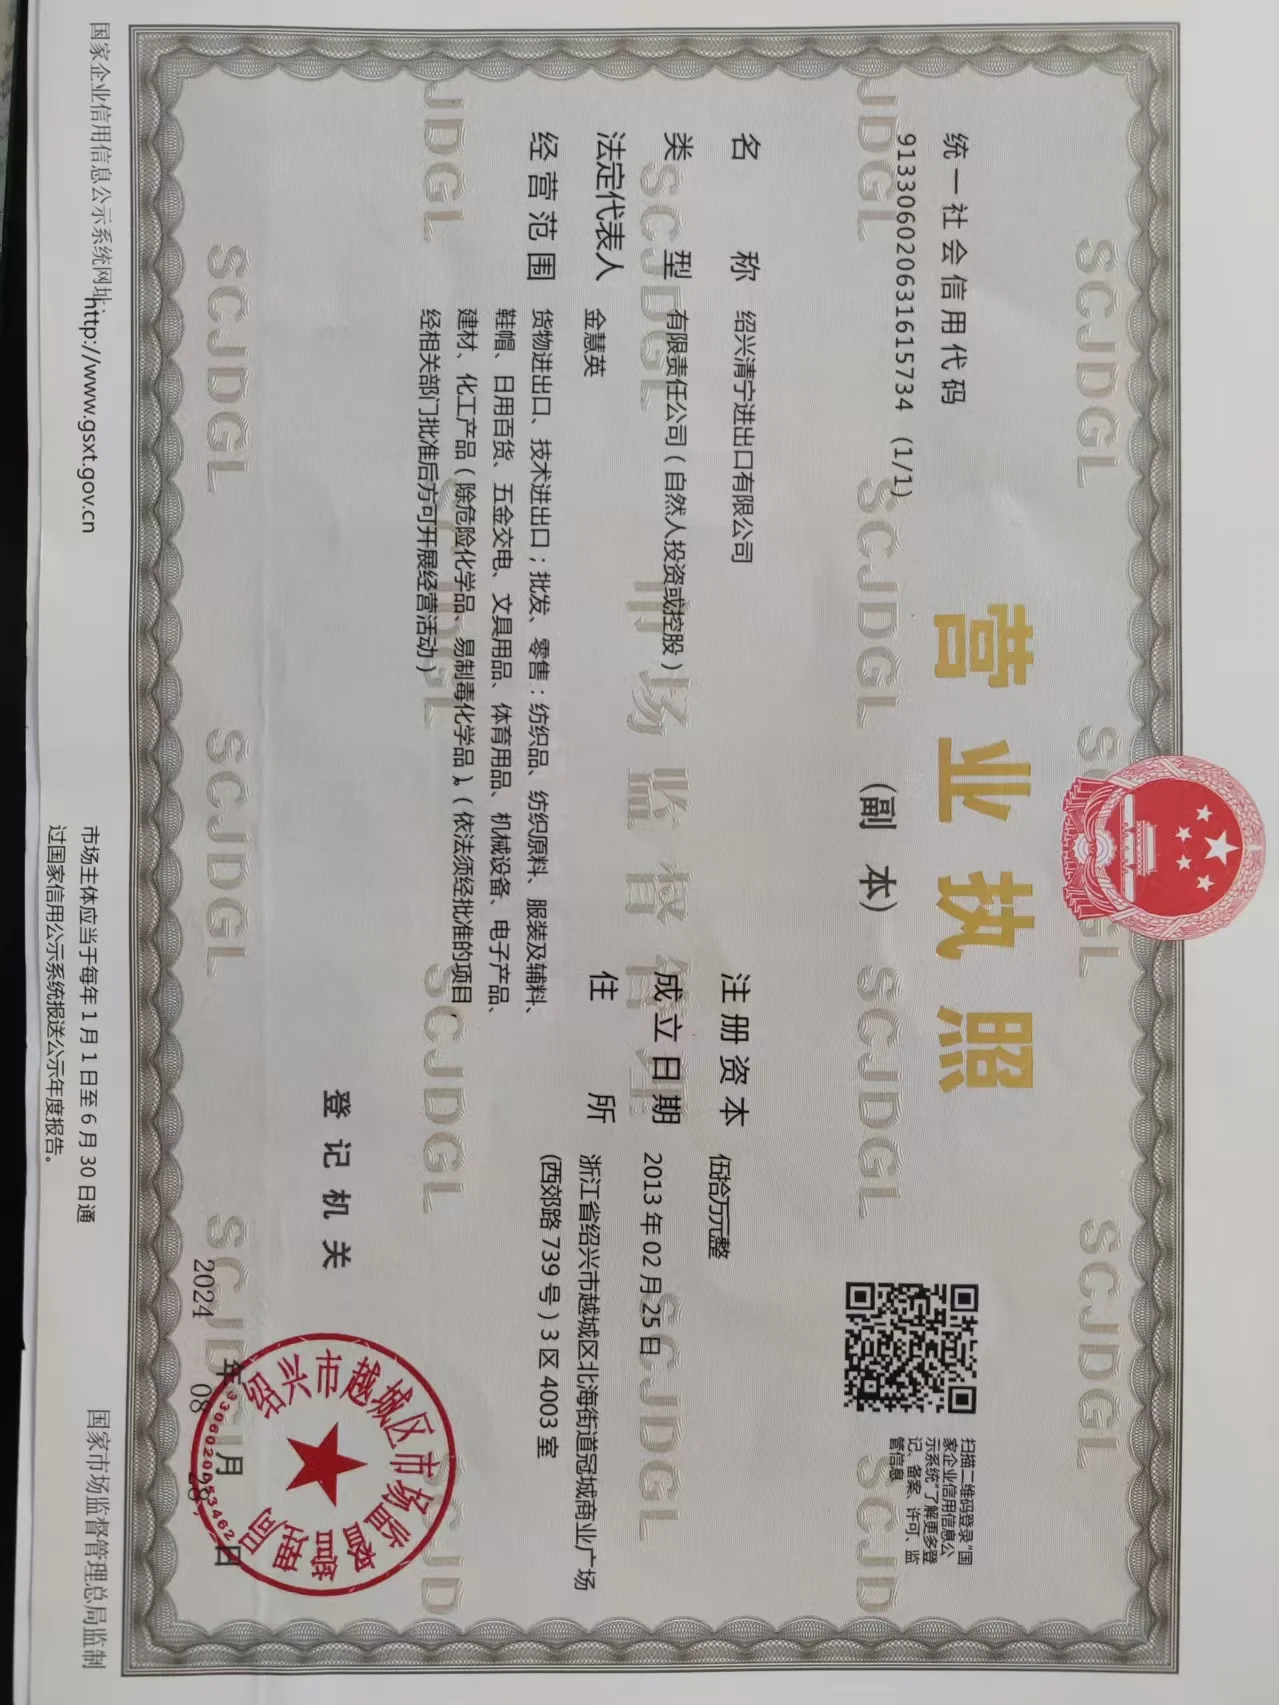 营业执照
（副 本）
统一社会信用代码
913306020631615734 (1/1)
扫描二维码登录“国
家企业信用信息公
示系统”了解更多登
记、备案、许可、监
管信息
名 称 绍兴清宁进出口有限公司
类 型 有限责任公司（自然人投资或控股）
法定代表人 金慧英
经营范围 货物进出口、技术进出口；批发、零售：纺织品、纺织原料、服装及辅料、
鞋帽、日用百货、五金交电、文具用品、体育用品、机械设备、电子产品、
建材、化工产品（除危险化学品、易制毒化学品）。（依法须经批准的项目，
经相关部门批准后方可开展经营活动）
注册资本 伍拾万元整
成立日期 2013年02月25日
住 所 浙江省绍兴市越城区北海街道冠城商业广场
（西郊路739号）3区4003室
登记机关
绍兴市越城区市场监督管理局
2024年08月28日
国家企业信用信息公示系统网址：http://www.gsxt.gov.cn
市场主体应当于每年1月1日至6月30日通
过国家信用公示系统报送公示年度报告。
国家市场监督管理总局监制
SCJDGL
市场监督管理